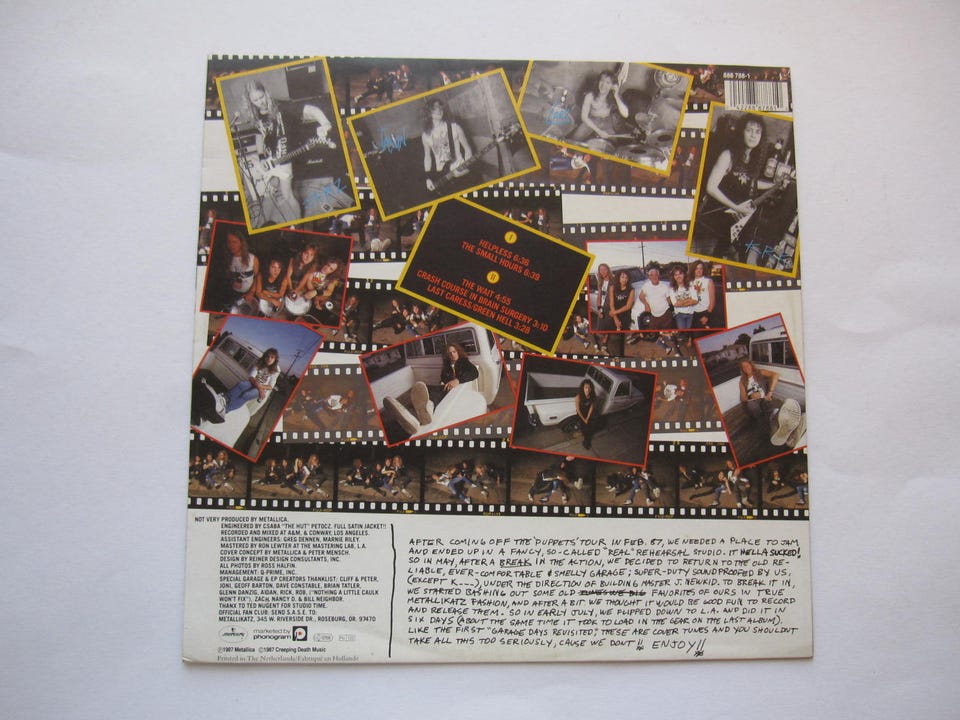 888 788-1
I
HELPLESS 6:36
THE SMALL HOURS 6:39
II
THE WAIT 4:55
CRASH COURSE IN BRAIN SURGERY 3:10
LAST CARESS/GREEN HELL 3:28
NOT VERY PRODUCED BY METALLICA.
ENGINEERED BY CSABA "THE HUT" PETOCZ. FULL SATIN JACKET!!
RECORDED AND MIXED AT A&M, & CONWAY, LOS ANGELES.
ASSISTANT ENGINEERS: GREG DENNEN, MARNIE RILEY.
MASTERED BY RON LEWTER AT THE MASTERING LAB, L.A.
COVER CONCEPT BY METALLICA & PETER MENSCH.
DESIGN BY REINER DESIGN CONSULTANTS, INC.
ALL PHOTOS BY ROSS HALFIN.
MANAGEMENT: Q-PRIME, INC.
SPECIAL GARAGE & EP CREATORS THANKLIST: CLIFF & PETER,
JONI, GEOFF BARTON, DAVE CONSTABLE, BRIAN TATLER,
GLENN DANZIG, AIDAN, RICK, ROB, ("NOTHING A LITTLE CAULK
WON'T FIX"), ZACH, NANCY D. & BILL NEIGHBOR.
THANX TO TED NUGENT FOR STUDIO TIME.
OFFICIAL FAN CLUB: SEND S.A.S.E. TO:
METALLIKATZ, 345 W. RIVERSIDE DR., ROSEBURG, OR. 97470
mercury
marketed by
phonogram
℗1987 Metallica ©1987 Creeping Death Music
Printed in The Netherlands/Fabriqué en Hollande
AFTER COMING OFF THE "PUPPETS" TOUR IN FEB. 87, WE NEEDED A PLACE TO JAM
AND ENDED UP IN A FANCY, SO-CALLED "REAL" REHERSAL STUDIO. IT HELLA SUCKED!
SO IN MAY, AFTER A BREAK IN THE ACTION, WE DECIDED TO RETURN TO THE OLD RE-
LIABLE, EVER-COMFORTABLE & SMELLY GARAGE; SUPER-DUTY SOUNDPROOFED BY US,
(EXCEPT K---), UNDER THE DIRECTION OF BUILDING MASTER J. NEWKID. TO BREAK IT IN,
WE STARTED BASHING OUT SOME OLD FAVORITES OF OURS IN TRUE
METALLIKATZ FASHION, AND AFTER A BIT WE THOUGHT IT WOULD BE GOOD FUN TO RECORD
AND RELEASE THEM. SO IN EARLY JULY, WE FLIPPED DOWN TO L.A. AND DID IT IN
SIX DAYS (ABOUT THE SAME TIME IT TOOK TO LOAD IN THE GEAR ON THE LAST ALBUM).
LIKE THE FIRST "GARAGE DAYS REVISITED", THESE ARE COVER TUNES AND YOU SHOULDNT
TAKE ALL THIS TOO SERIOUSLY, CAUSE WE DONT!! ENJOY!!